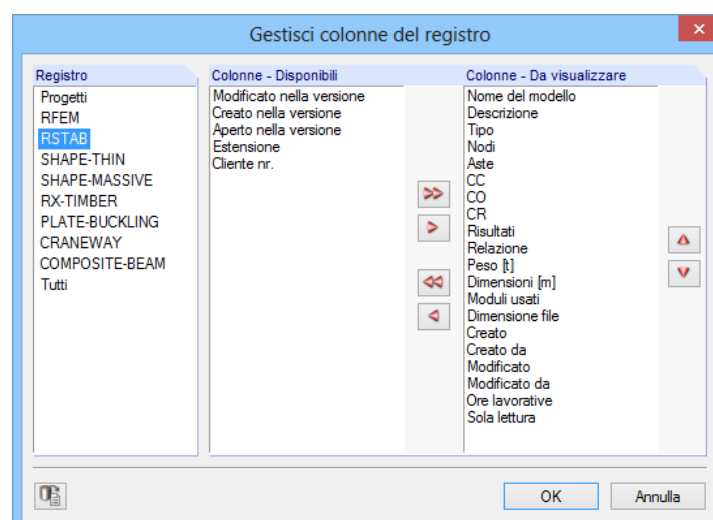 Gestisci colonne del registro
Registro
Progetti
RFEM
RSTAB
SHAPE-THIN
SHAPE-MASSIVE
RX-TIMBER
PLATE-BUCKLING
CRANEWAY
COMPOSITE-BEAM
Tutti
Colonne - Disponibili
Modificato nella versione
Creato nella versione
Aperto nella versione
Estensione
Cliente nr.
Colonne - Da visualizzare
Nome del modello
Descrizione
Tipo
Nodi
Aste
CC
CO
CR
Risultati
Relazione
Peso [t]
Dimensioni [m]
Moduli usati
Dimensione file
Creato
Creato da
Modificato
Modificato da
Ore lavorative
Sola lettura
OK
Annulla